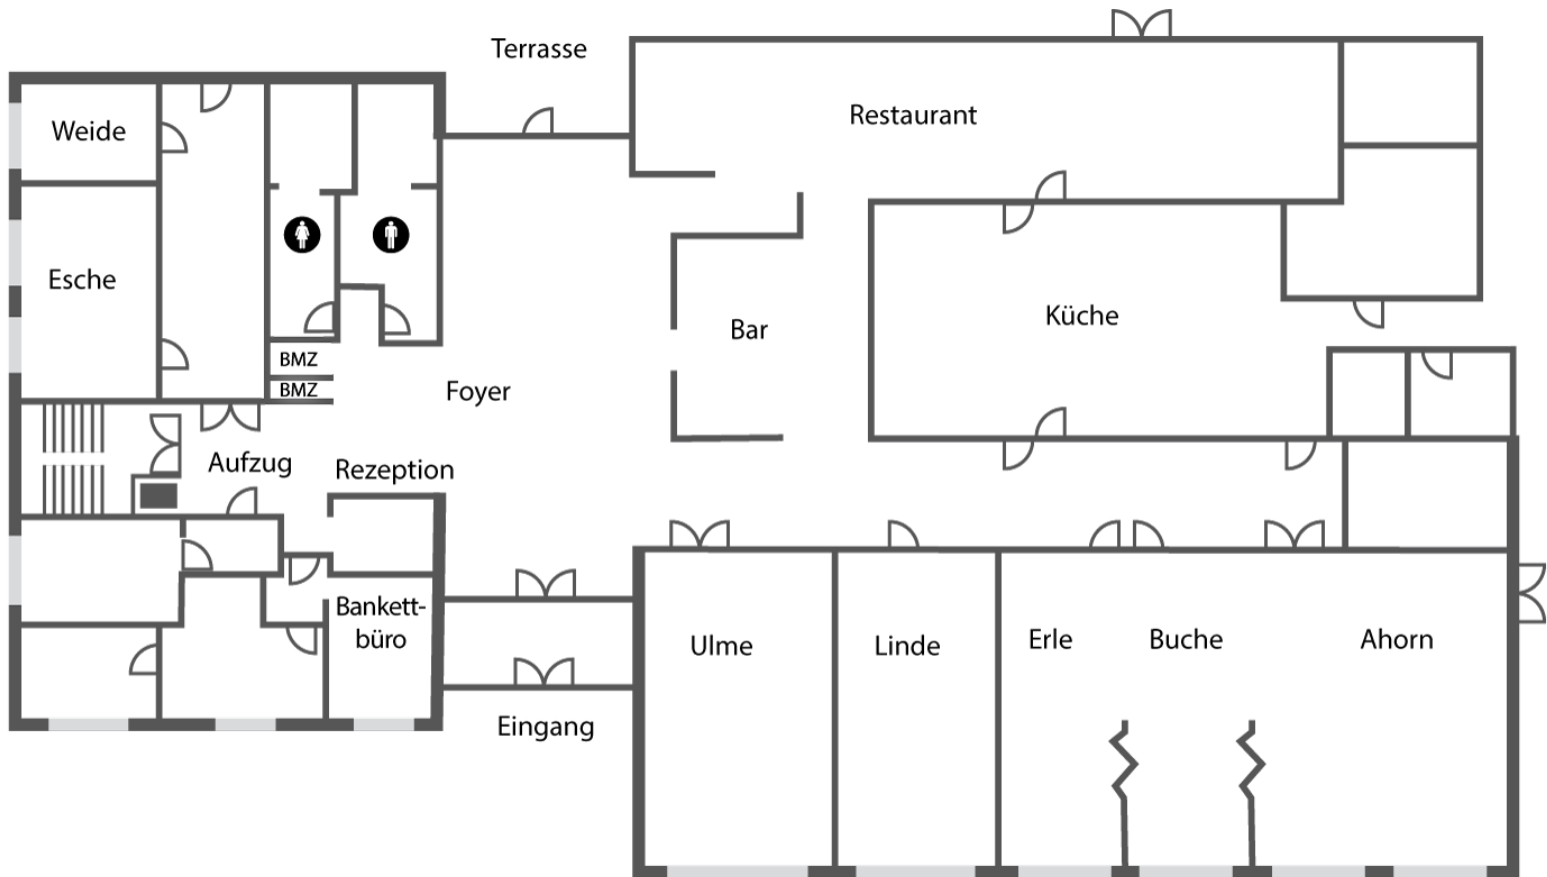 Terrasse
Restaurant
Weide
Esche
Küche
Bar
BMZ
BMZ
Foyer
Aufzug
Rezeption
Bankett-
büro
Ulme
Linde
Erle
Buche
Ahorn
Eingang